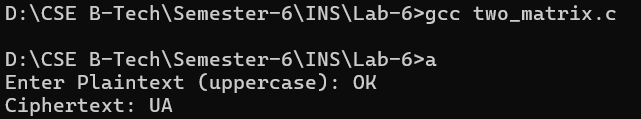 D:\CSE B-Tech\Semester-6\INS\Lab-6>gcc two_matrix.c
D:\CSE B-Tech\Semester-6\INS\Lab-6>a
Enter Plaintext (uppercase): OK
Ciphertext: UA